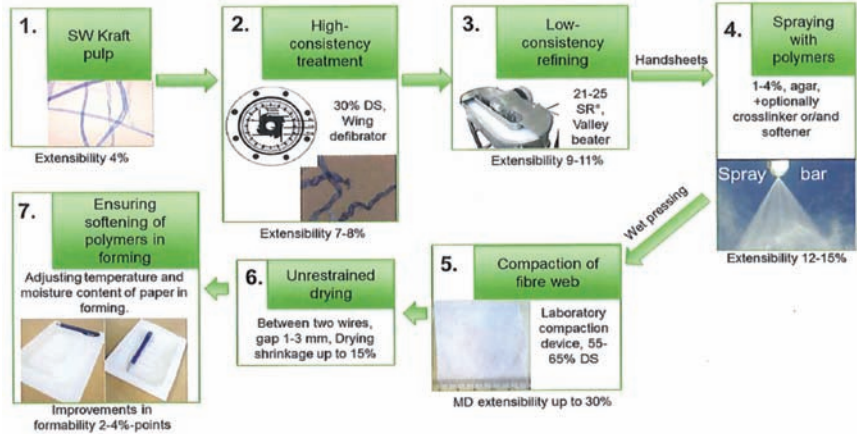 1.
SW Kraft
pulp
Extensibility 4%
2.
High-
consistency
treatment
30% DS,
Wing
defibrator
Extensibility 7-8%
3.
Low-
consistency
refining
21-25
SR°,
Valley
beater
Extensibility 9-11%
Handsheets
4.
Spraying
with
polymers
1-4%, agar,
+optionally
crosslinker or/and
softener
Spray bar
Extensibility 12-15%
Wet pressing
5.
Compaction of
fibre web
Laboratory
compaction
device, 55-
65% DS
MD extensibility up to 30%
6.
Unrestrained
drying
Between two wires,
gap 1-3 mm, Drying
shrinkage up to 15%
7.
Ensuring
softening of
polymers in
forming
Adjusting temperature and
moisture content of paper in
forming.
Improvements in
formability 2-4%-points